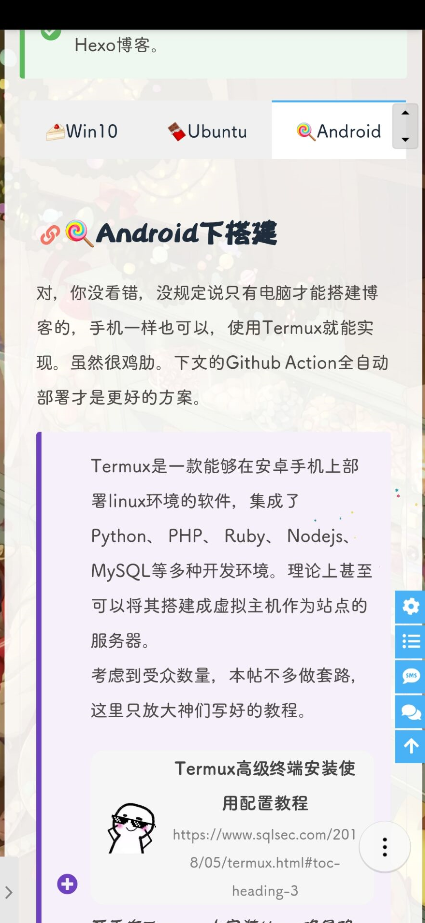 Hexo博客。
Win10
Ubuntu
Android
Android下搭建
对，你没看错，没规定说只有电脑才能搭建博
客的，手机一样也可以，使用Termux就能实
现。虽然很鸡肋。下文的Github Action全自动
部署才是更好的方案。
Termux是一款能够在安卓手机上部
署linux环境的软件，集成了
Python、 PHP、 Ruby、 Nodejs、
MySQL等多种开发环境。理论上甚至
可以将其搭建成虚拟主机作为站点的
服务器。
考虑到受众数量，本帖不多做套路，
这里只放大神们写好的教程。
SMS
Termux高级终端安装使
用配置教程
https://www.sqlsec.com/201
8/05/termux.html#toc-
heading-3